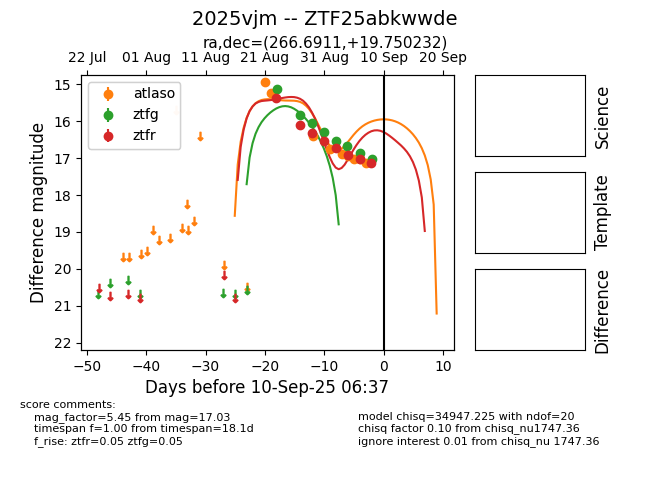 2025vjm -- ZTF25abkwwde
ra,dec=(266.6911,+19.750232)
22 Jul 01 Aug 11 Aug 21 Aug 31 Aug 10 Sep 20 Sep
atlaso
ztfg
ztfr
15
16
17
18
19
20
21
22
Difference magnitude
−50 −40 −30 −20 −10 0 10
Days before 10-Sep-25 06:37
Science
Template
Difference
score comments:
mag_factor=5.45 from mag=17.03
timespan f=1.00 from timespan=18.1d
f_rise: ztfr=0.05 ztfg=0.05
model chisq=34947.225 with ndof=20
chisq factor 0.10 from chisq_nu1747.36
ignore interest 0.01 from chisq_nu 1747.36